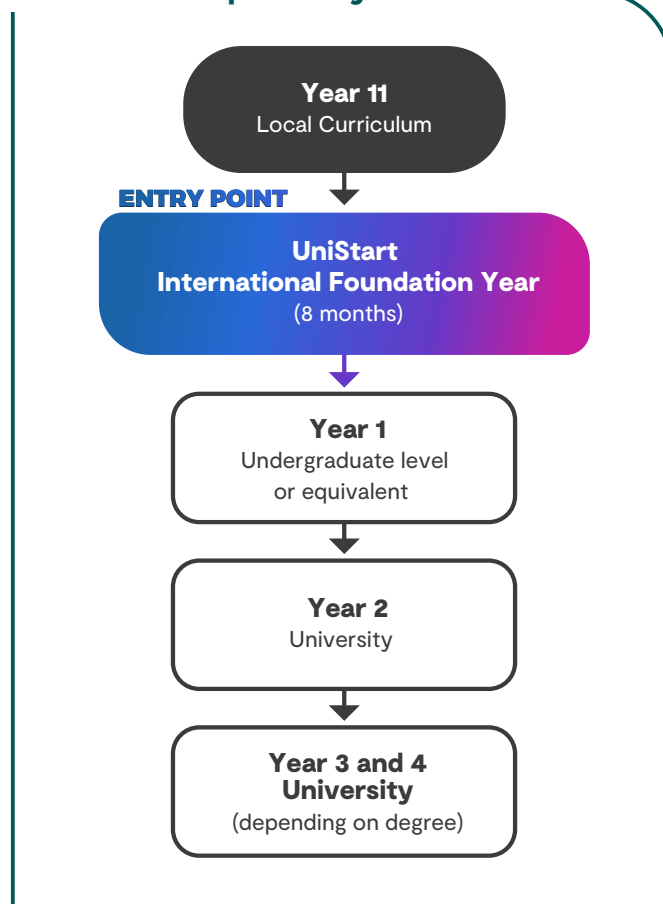 Year 11
Local Curriculum
ENTRY POINT
UniStart
International Foundation Year
(8 months)
Year 1
Undergraduate level
or equivalent
Year 2
University
Year 3 and 4
University
(depending on degree)